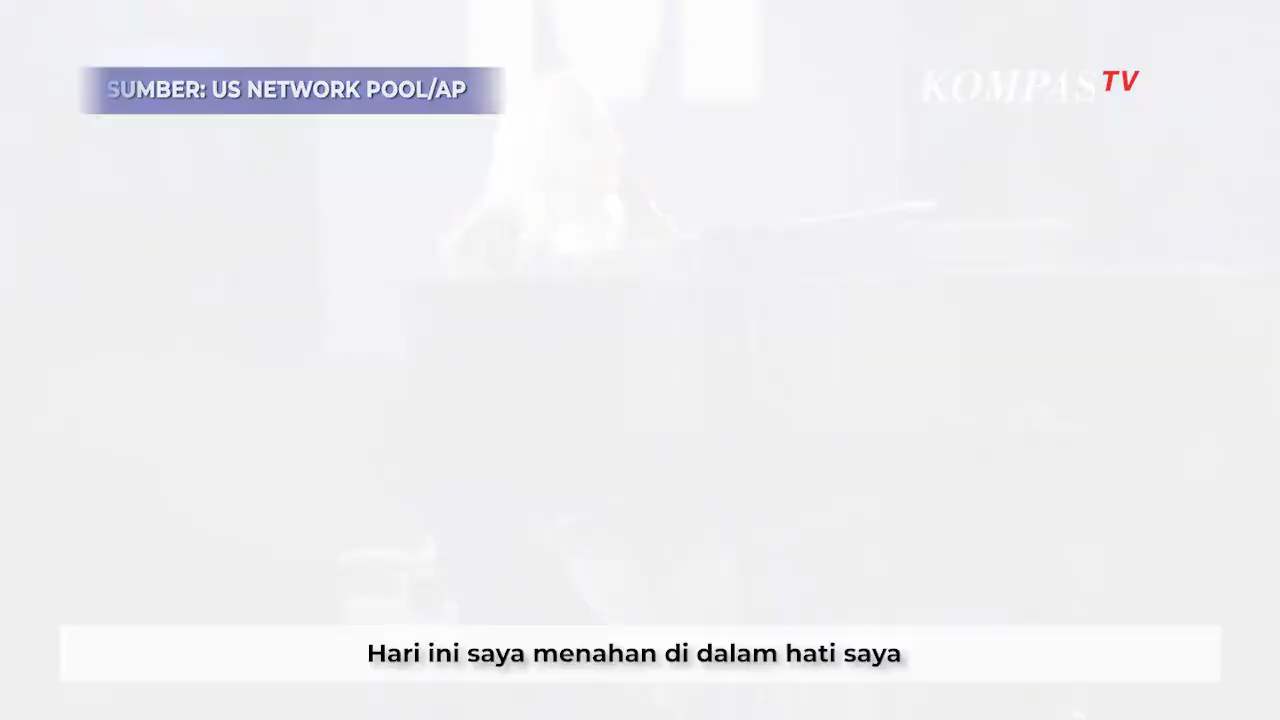 SUMBER: US NETWORK POOL/AP
KOMPAS TV
Hari ini saya menahan di dalam hati saya